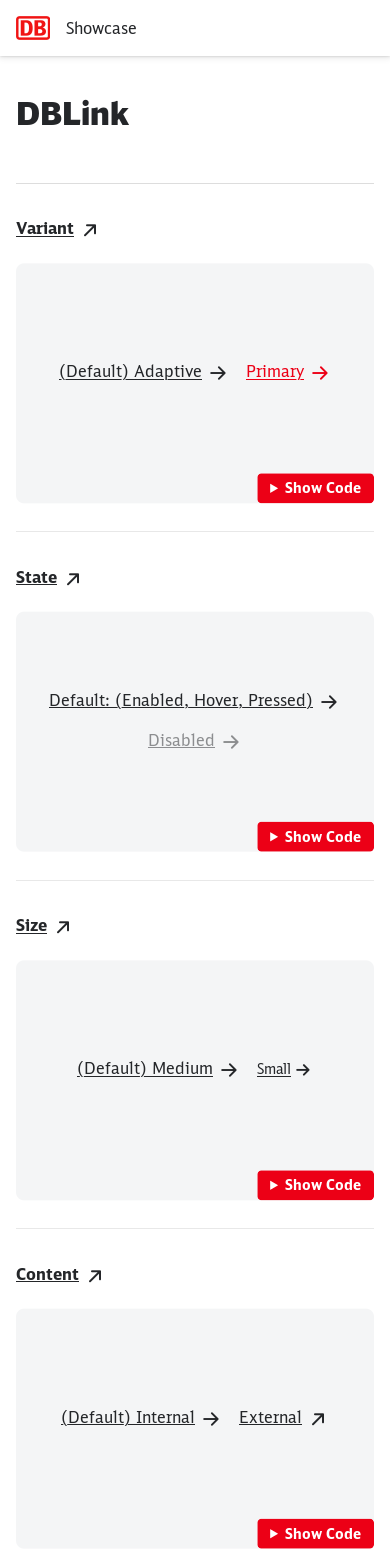 DB Showcase
DBLink
Variant
(Default) Adaptive Primary
Show Code
State
Default: (Enabled, Hover, Pressed)
Disabled
Show Code
Size
(Default) Medium Small
Show Code
Content
(Default) Internal External
Show Code